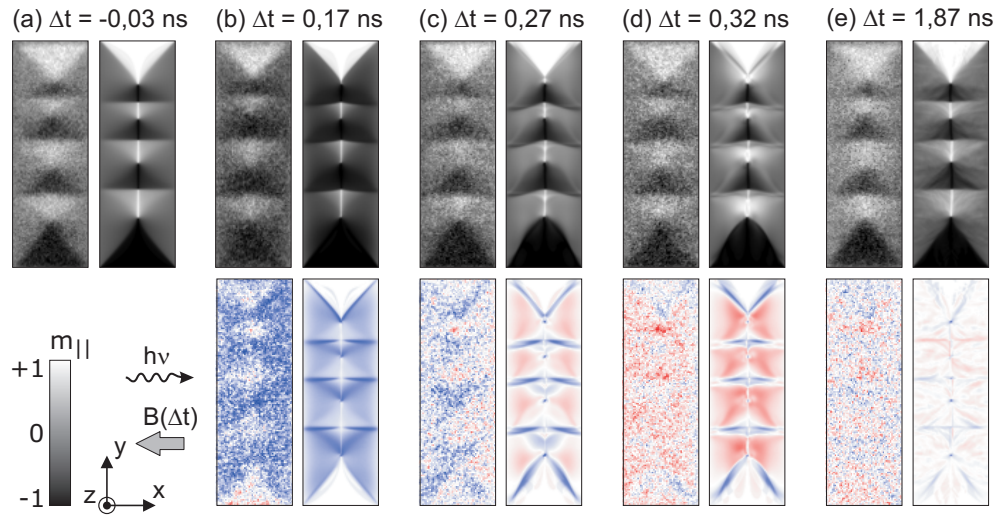 (a) Δt = -0,03 ns
(b) Δt = 0,17 ns
(c) Δt = 0,27 ns
(d) Δt = 0,32 ns
(e) Δt = 1,87 ns
m||
+1
0
-1
hν
B(Δt)
y
z
x